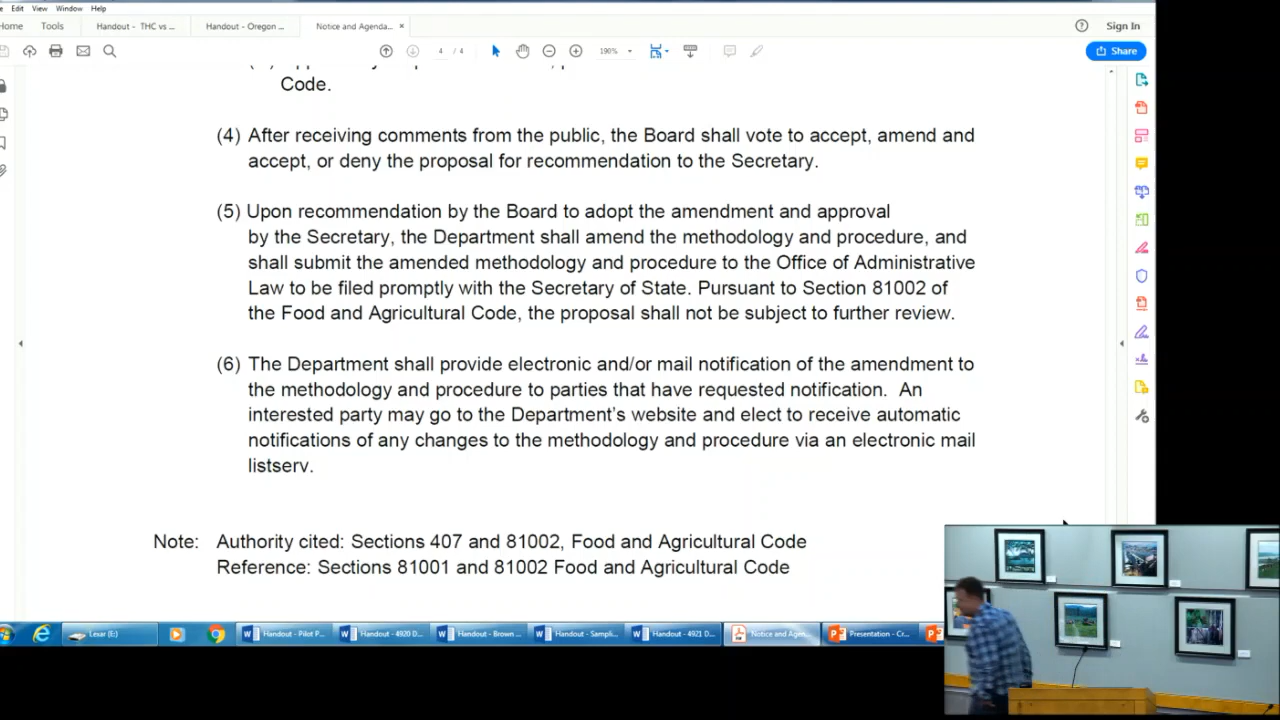 Edit View Window Help
Home Tools Handout - THC vs ... Handout - Oregon ... Notice and Agenda... × Sign In
4 / 4 190% Share
Code.
(4) After receiving comments from the public, the Board shall vote to accept, amend and
accept, or deny the proposal for recommendation to the Secretary.
(5) Upon recommendation by the Board to adopt the amendment and approval
by the Secretary, the Department shall amend the methodology and procedure, and
shall submit the amended methodology and procedure to the Office of Administrative
Law to be filed promptly with the Secretary of State. Pursuant to Section 81002 of
the Food and Agricultural Code, the proposal shall not be subject to further review.
(6) The Department shall provide electronic and/or mail notification of the amendment to
the methodology and procedure to parties that have requested notification. An
interested party may go to the Department's website and elect to receive automatic
notifications of any changes to the methodology and procedure via an electronic mail
listserv.
Note: Authority cited: Sections 407 and 81002, Food and Agricultural Code
Reference: Sections 81001 and 81002 Food and Agricultural Code
Lexar (E:) Handout - Pilot P... Handout - 4920 D... Handout - Brown ... Handout - Sampli... Handout - 4921 D... Notice and Agen... Presentation - Cr...